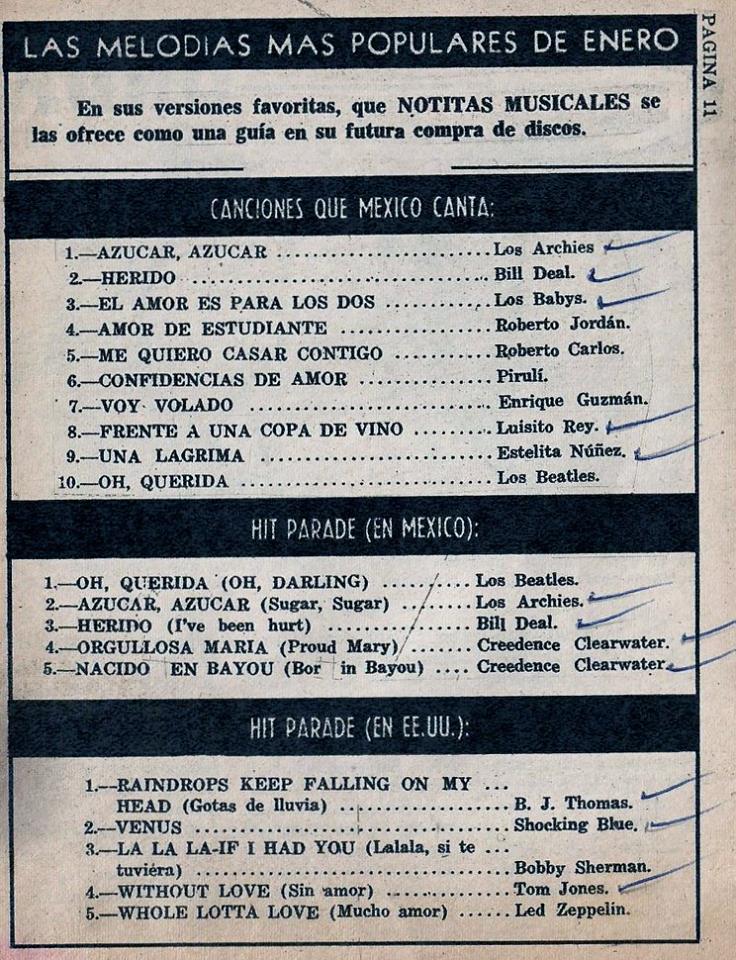 LAS MELODIAS MAS POPULARES DE ENERO
PAGINA 11
En sus versiones favoritas, que NOTITAS MUSICALES se
las ofrece como una guía en su futura compra de discos.
CANCIONES QUE MEXICO CANTA:
1.—AZUCAR, AZUCAR ........................ Los Archies
2.—HERIDO ................................ Bill Deal.
3.—EL AMOR ES PARA LOS DOS ............ Los Babys.
4.—AMOR DE ESTUDIANTE ................. Roberto Jordán.
5.—ME QUIERO CASAR CONTIGO .......... Roberto Carlos.
6.—CONFIDENCIAS DE AMOR ............... Pirulí.
7.—VOY VOLADO ........................... Enrique Guzmán.
8.—FRENTE A UNA COPA DE VINO ......... Luisito Rey.
9.—UNA LAGRIMA .......................... Estelita Núñez.
10.—OH, QUERIDA ........................... Los Beatles.
HIT PARADE (EN MEXICO):
1.—OH, QUERIDA (OH, DARLING) .......... Los Beatles.
2.—AZUCAR, AZUCAR (Sugar, Sugar) ........ Los Archies.
3.—HERIDO (I've been hurt) ................ Bill Deal.
4.—ORGULLOSA MARIA (Proud Mary) ........ Creedence Clearwater.
5.—NACIDO EN BAYOU (Bor in Bayou) .... Creedence Clearwater.
HIT PARADE (EN EE.UU.):
1.—RAINDROPS KEEP FALLING ON MY ...
HEAD (Gotas de lluvia) .................. B. J. Thomas.
2.—VENUS .................................. Shocking Blue.
3.—LA LA LA-IF I HAD YOU (Lalala, si te ...
tuviéra) .................................. Bobby Sherman.
4.—WITHOUT LOVE (Sin amor) ............. Tom Jones.
5.—WHOLE LOTTA LOVE (Mucho amor) ...... Led Zeppelin.